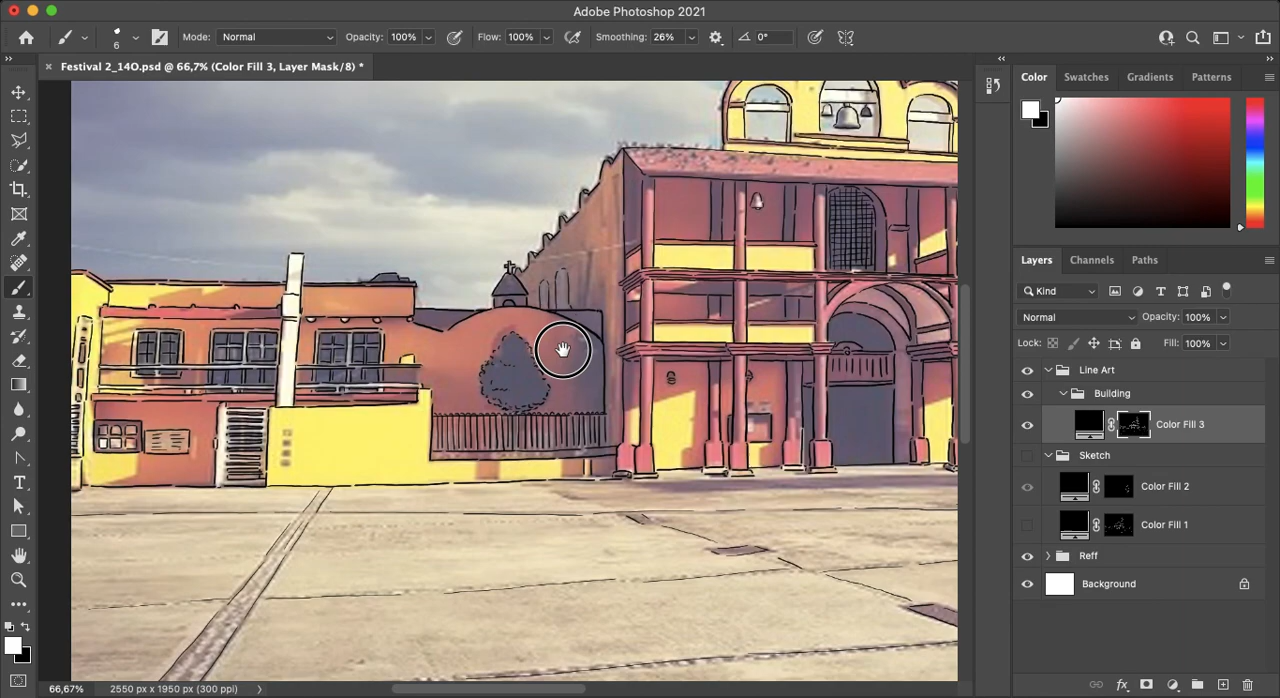 Adobe Photoshop 2021
6
Mode: Normal
Opacity: 100%
Flow: 100%
Smoothing: 26%
0°
Festival 2_14O.psd @ 66,7% (Color Fill 3, Layer Mask/8) *
Color Swatches Gradients Patterns
Layers Channels Paths
Kind
Normal
Opacity: 100%
Lock:
Fill: 100%
Line Art
Building
Color Fill 3
Sketch
Color Fill 2
Color Fill 1
Reff
Background
fx
66,67%
2550 px x 1950 px (300 ppi)